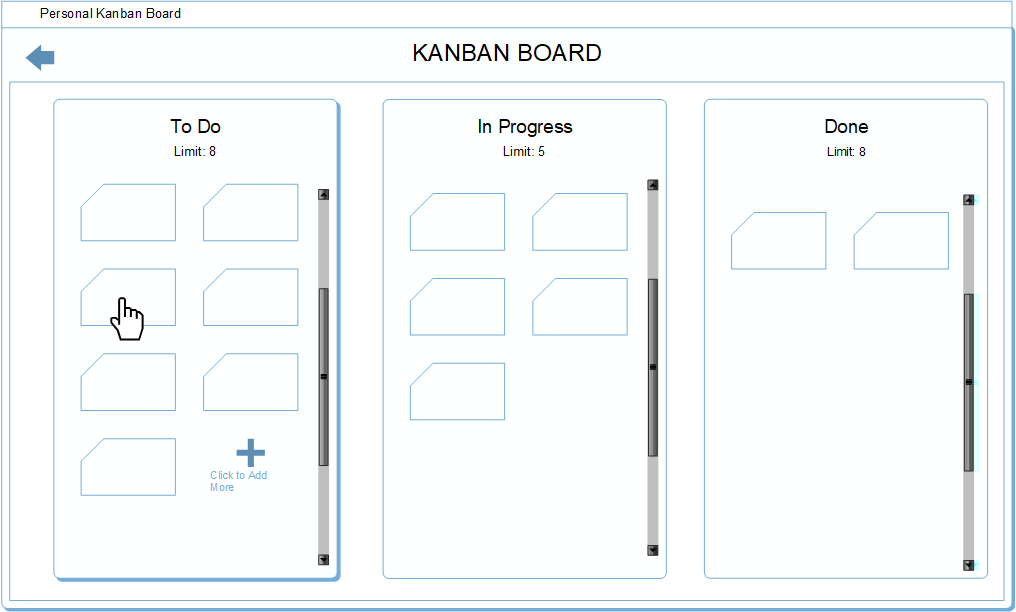 Personal Kanban Board
KANBAN BOARD
To Do
Limit: 8
Click to Add
More
In Progress
Limit: 5
Done
Limit: 8